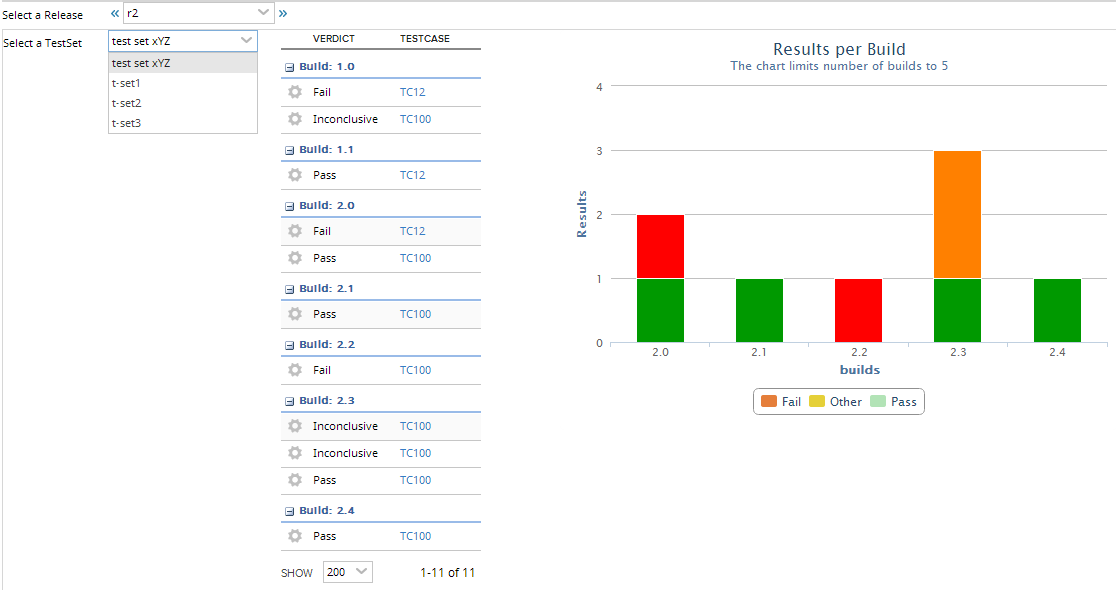 Select a Release « r2 »
Select a TestSet test set xYZ
test set xYZ
t-set1
t-set2
t-set3
VERDICT TESTCASE
Build: 1.0
Fail TC12
Inconclusive TC100
Build: 1.1
Pass TC12
Build: 2.0
Fail TC12
Pass TC100
Build: 2.1
Pass TC100
Build: 2.2
Fail TC100
Build: 2.3
Inconclusive TC100
Inconclusive TC100
Pass TC100
Build: 2.4
Pass TC100
SHOW 200 1-11 of 11
Results per Build
The chart limits number of builds to 5
4
3
2
1
0
Results
2.0 2.1 2.2 2.3 2.4
builds
Fail Other Pass